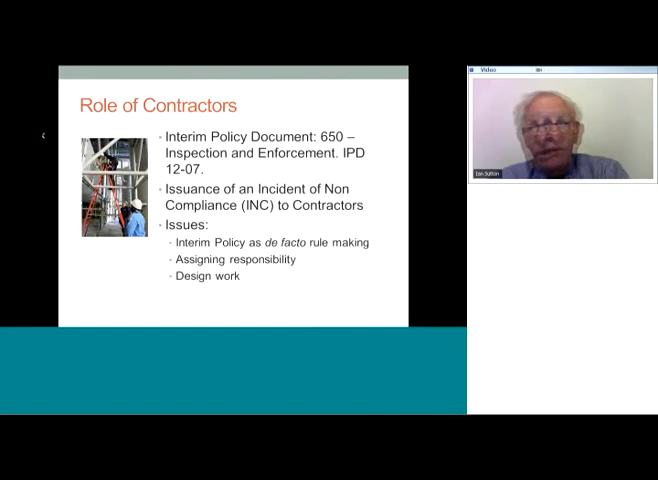 Video
Role of Contractors
Interim Policy Document: 650 –
Inspection and Enforcement. IPD
12-07.
Issuance of an Incident of Non
Compliance (INC) to Contractors
Issues:
Interim Policy as de facto rule making
Assigning responsibility
Design work
Ian Sutton